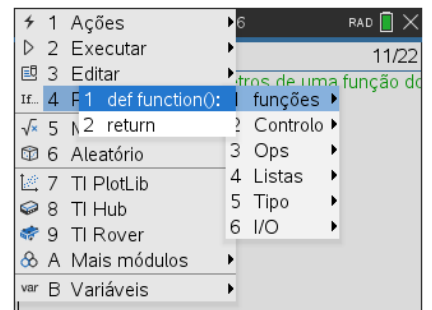 1 Ações
6 RAD
2 Executar
11/22
3 Editar
tros de uma função do
If... 4
1 def function():
funções
5
2 return
2 Controlo
6 Aleatório
3 Ops
7 TI PlotLib
4 Listas
8 TI Hub
5 Tipo
9 TI Rover
6 I/O
A Mais módulos
var B Variáveis